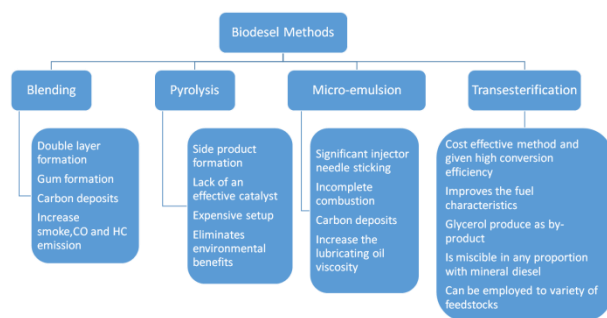 Biodesel Methods
Blending
Pyrolysis
Micro-emulsion
Transesterification
Double layer
formation
Gum formation
Carbon deposits
Increase
smoke,CO and HC
emission
Side product
formation
Lack of an
effective catalyst
Expensive setup
Eliminates
environmental
benefits
Significant injector
needle sticking
Incomplete
combustion
Carbon deposits
Increase the
lubricating oil
viscosity
Cost effective method and
given high conversion
efficiency
Improves the fuel
characteristics
Glycerol produce as by-
product
Is miscible in any proportion
with mineral diesel
Can be employed to variety of
feedstocks